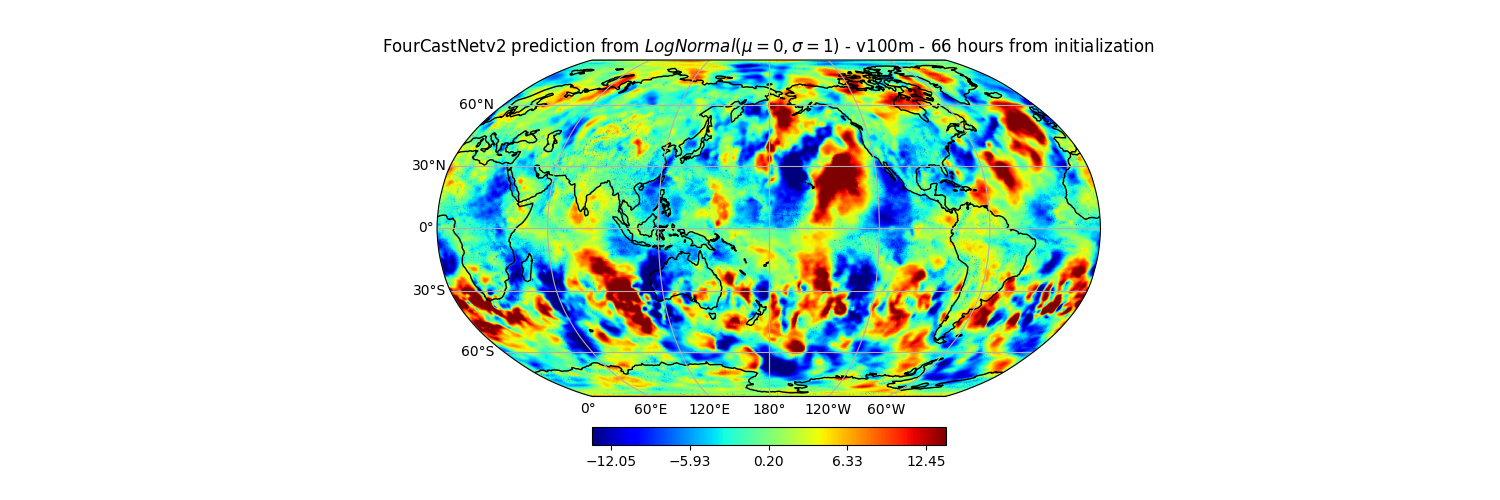 FourCastNetv2 prediction from LogNormal(μ = 0, σ = 1) - v100m - 66 hours from initialization
60°N
30°N
0°
30°S
60°S
0° 60°E 120°E 180° 120°W 60°W
−12.05 −5.93 0.20 6.33 12.45